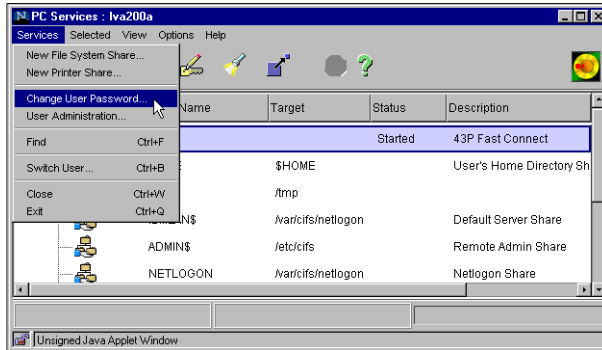 PC Services : lva200a
Services Selected View Options Help
New File System Share...
New Printer Share...
Change User Password...
User Administration...
Find Ctrl+F
Switch User... Ctrl+B
Close Ctrl+W
Exit Ctrl+Q
Name Target Status Description
Started 43P Fast Connect
$HOME User's Home Directory Sh
/tmp
N$ /var/cifs/netlogon Default Server Share
ADMIN$ /etc/cifs Remote Admin Share
NETLOGON /var/cifs/netlogon Netlogon Share
Unsigned Java Applet Window